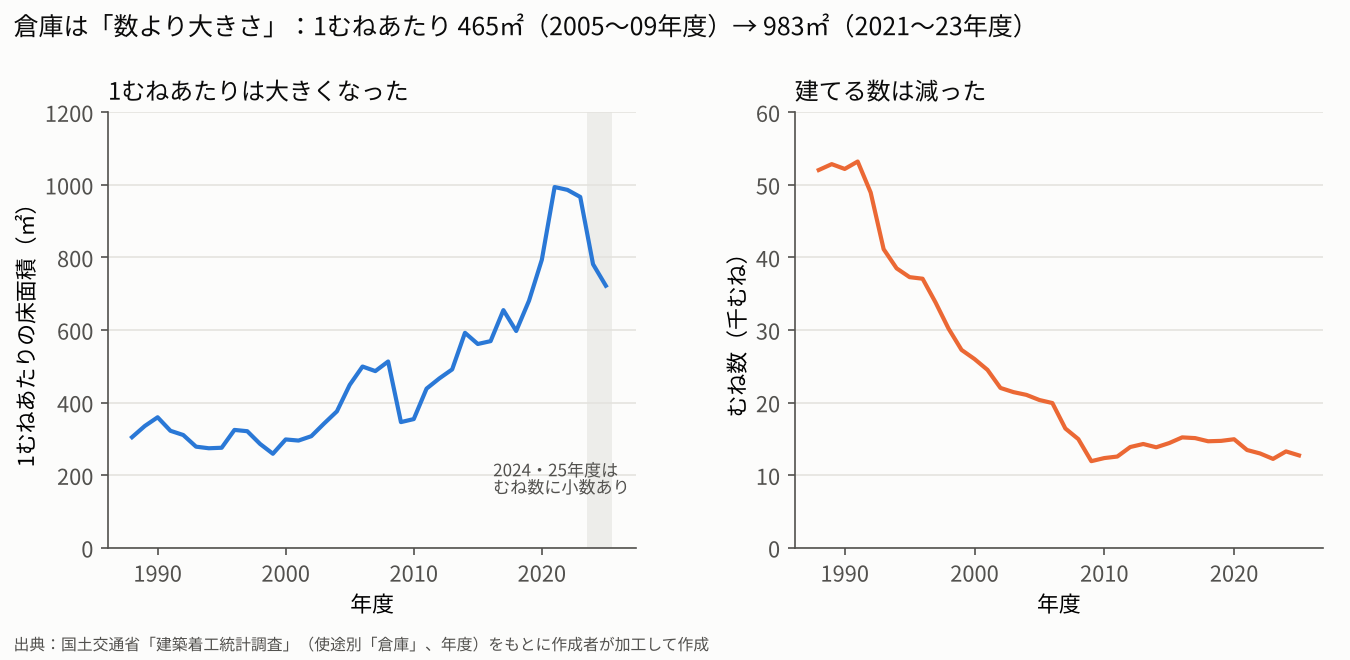 倉庫は「数より大きさ」：1むねあたり 465㎡（2005〜09年度）→ 983㎡（2021〜23年度）
1むねあたりは大きくなった
1むねあたりの床面積（㎡）
1200
1000
800
600
400
200
0
2024・25年度は
むね数に小数あり
1990
2000
2010
2020
年度
建てる数は減った
むね数（千むね）
60
50
40
30
20
10
0
1990
2000
2010
2020
年度
出典：国土交通省「建築着工統計調査」（使途別「倉庫」、年度）をもとに作成者が加工して作成